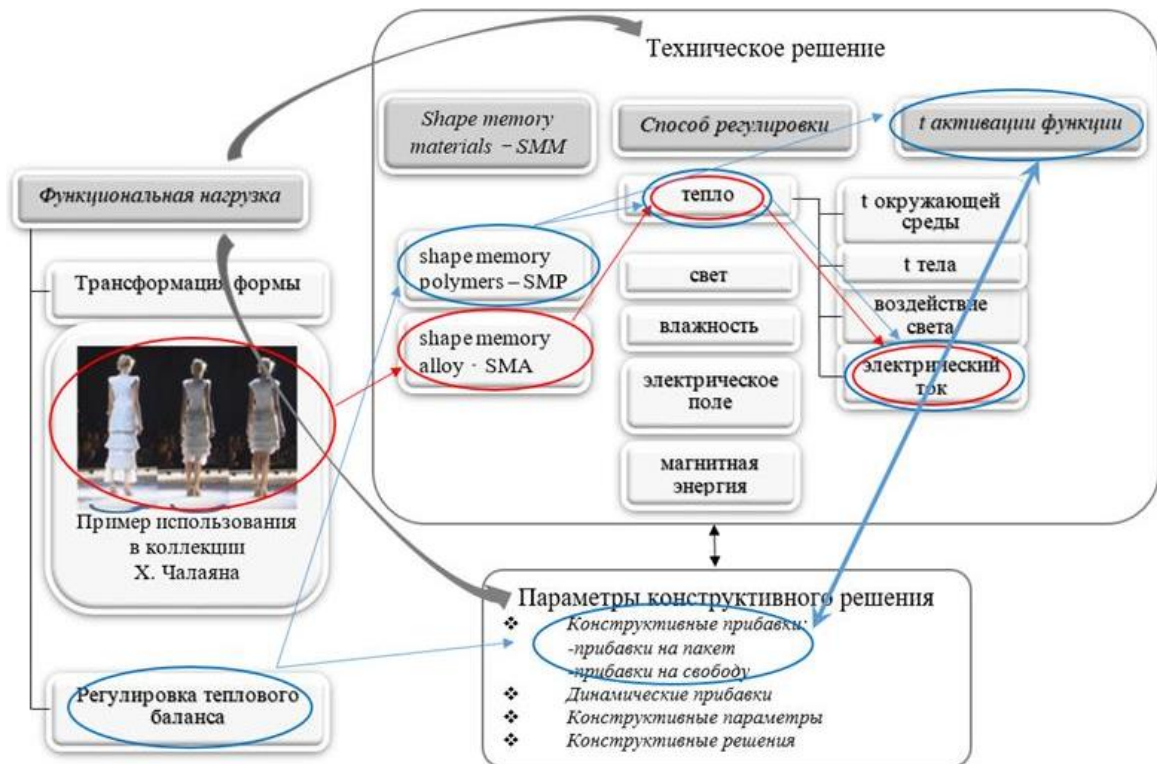 Техническое решение
Shape memory
materials – SMM
Способ регулировки
t активации функции
Функциональная нагрузка
тепло
t окружающей
среды
shape memory
polymers – SMP
Трансформация формы
свет
t тела
воздействие
света
shape memory
alloy · SMA
влажность
электрический
ток
электрическое
поле
магнитная
энергия
Пример использования
в коллекции
Х. Чалаяна
Параметры конструктивного решения
❖ Конструктивные прибавки:
-прибавки на пакет
-прибавки на свободу
❖ Динамические прибавки
❖ Конструктивные параметры
❖ Конструктивные решения
Регулировка теплового
баланса